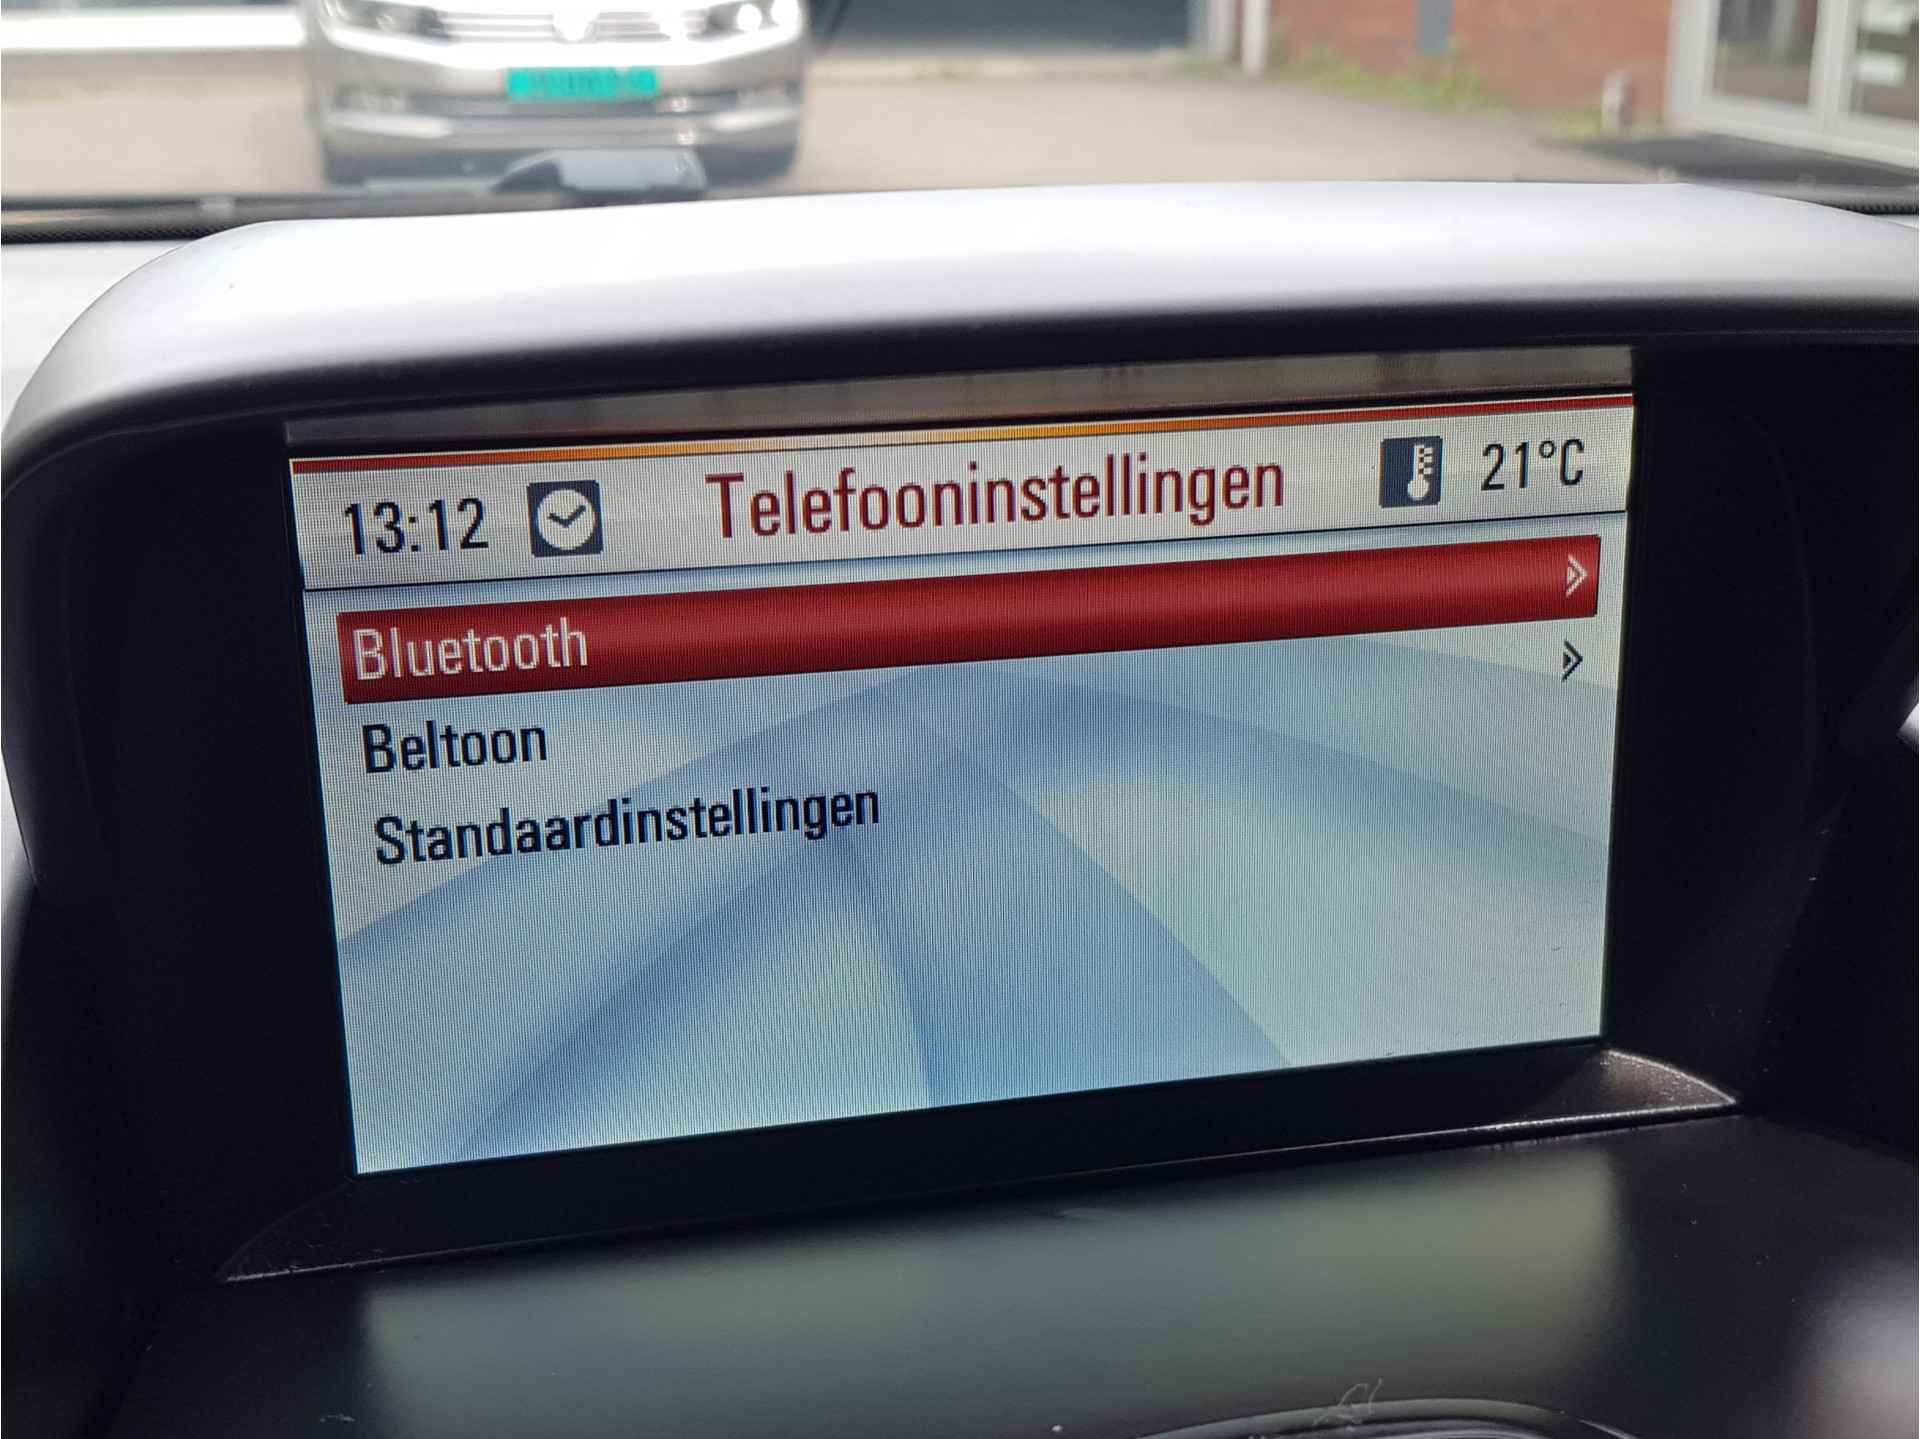 13:12 Telefooninstellingen 21°C
Bluetooth
Beltoon
Standaardinstellingen